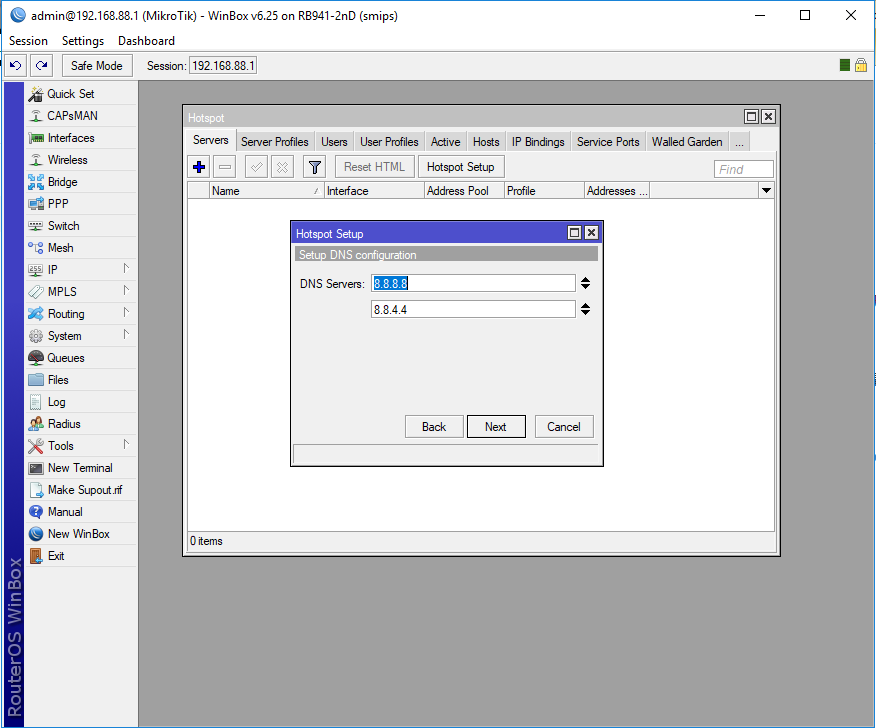 admin@192.168.88.1 (MikroTik) - WinBox v6.25 on RB941-2nD (smips)
Session Settings Dashboard
Safe Mode Session: 192.168.88.1
Quick Set
CAPsMAN
Interfaces
Wireless
Bridge
PPP
Switch
Mesh
IP
MPLS
Routing
System
Queues
Files
Log
Radius
Tools
New Terminal
Make Supout.rif
Manual
New WinBox
Exit
RouterOS WinBox
Hotspot
Servers Server Profiles Users User Profiles Active Hosts IP Bindings Service Ports Walled Garden ...
Reset HTML Hotspot Setup Find
Name Interface Address Pool Profile Addresses ...
Hotspot Setup
Setup DNS configuration
DNS Servers: 8.8.8.8
8.8.4.4
Back Next Cancel
0 items